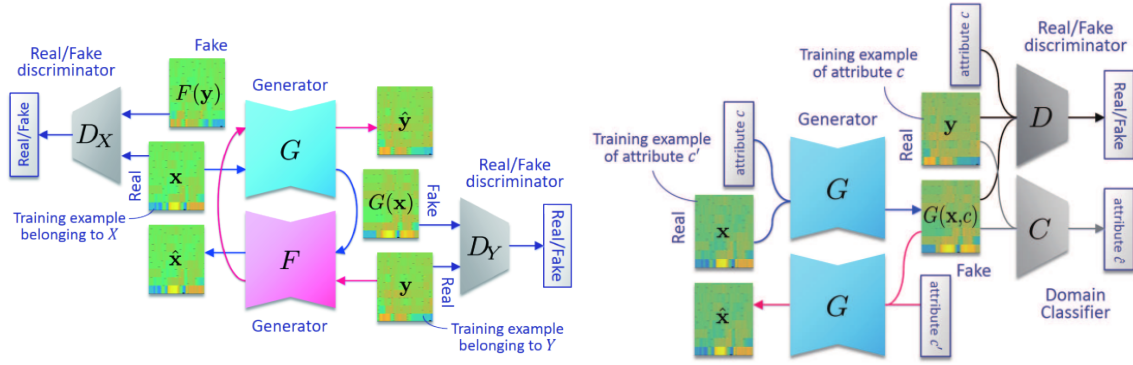 Fake
Real/Fake
discriminator
Generator
F(y)
ŷ
Real/Fake
D_X
G
Real/Fake
discriminator
Real
x
G(x)
Fake
Training example
belonging to X
Real/Fake
D_Y
x̂
F
y
Real
Generator
Training example
belonging to Y
attribute c
Real/Fake
discriminator
Training example
of attribute c
Real/Fake
y
D
Generator
Real
Training example
of attribute c′
attribute c
G
G(x,c)
C
attribute ĉ
Real
x
Fake
Domain
Classifier
x̂
G
attribute c′